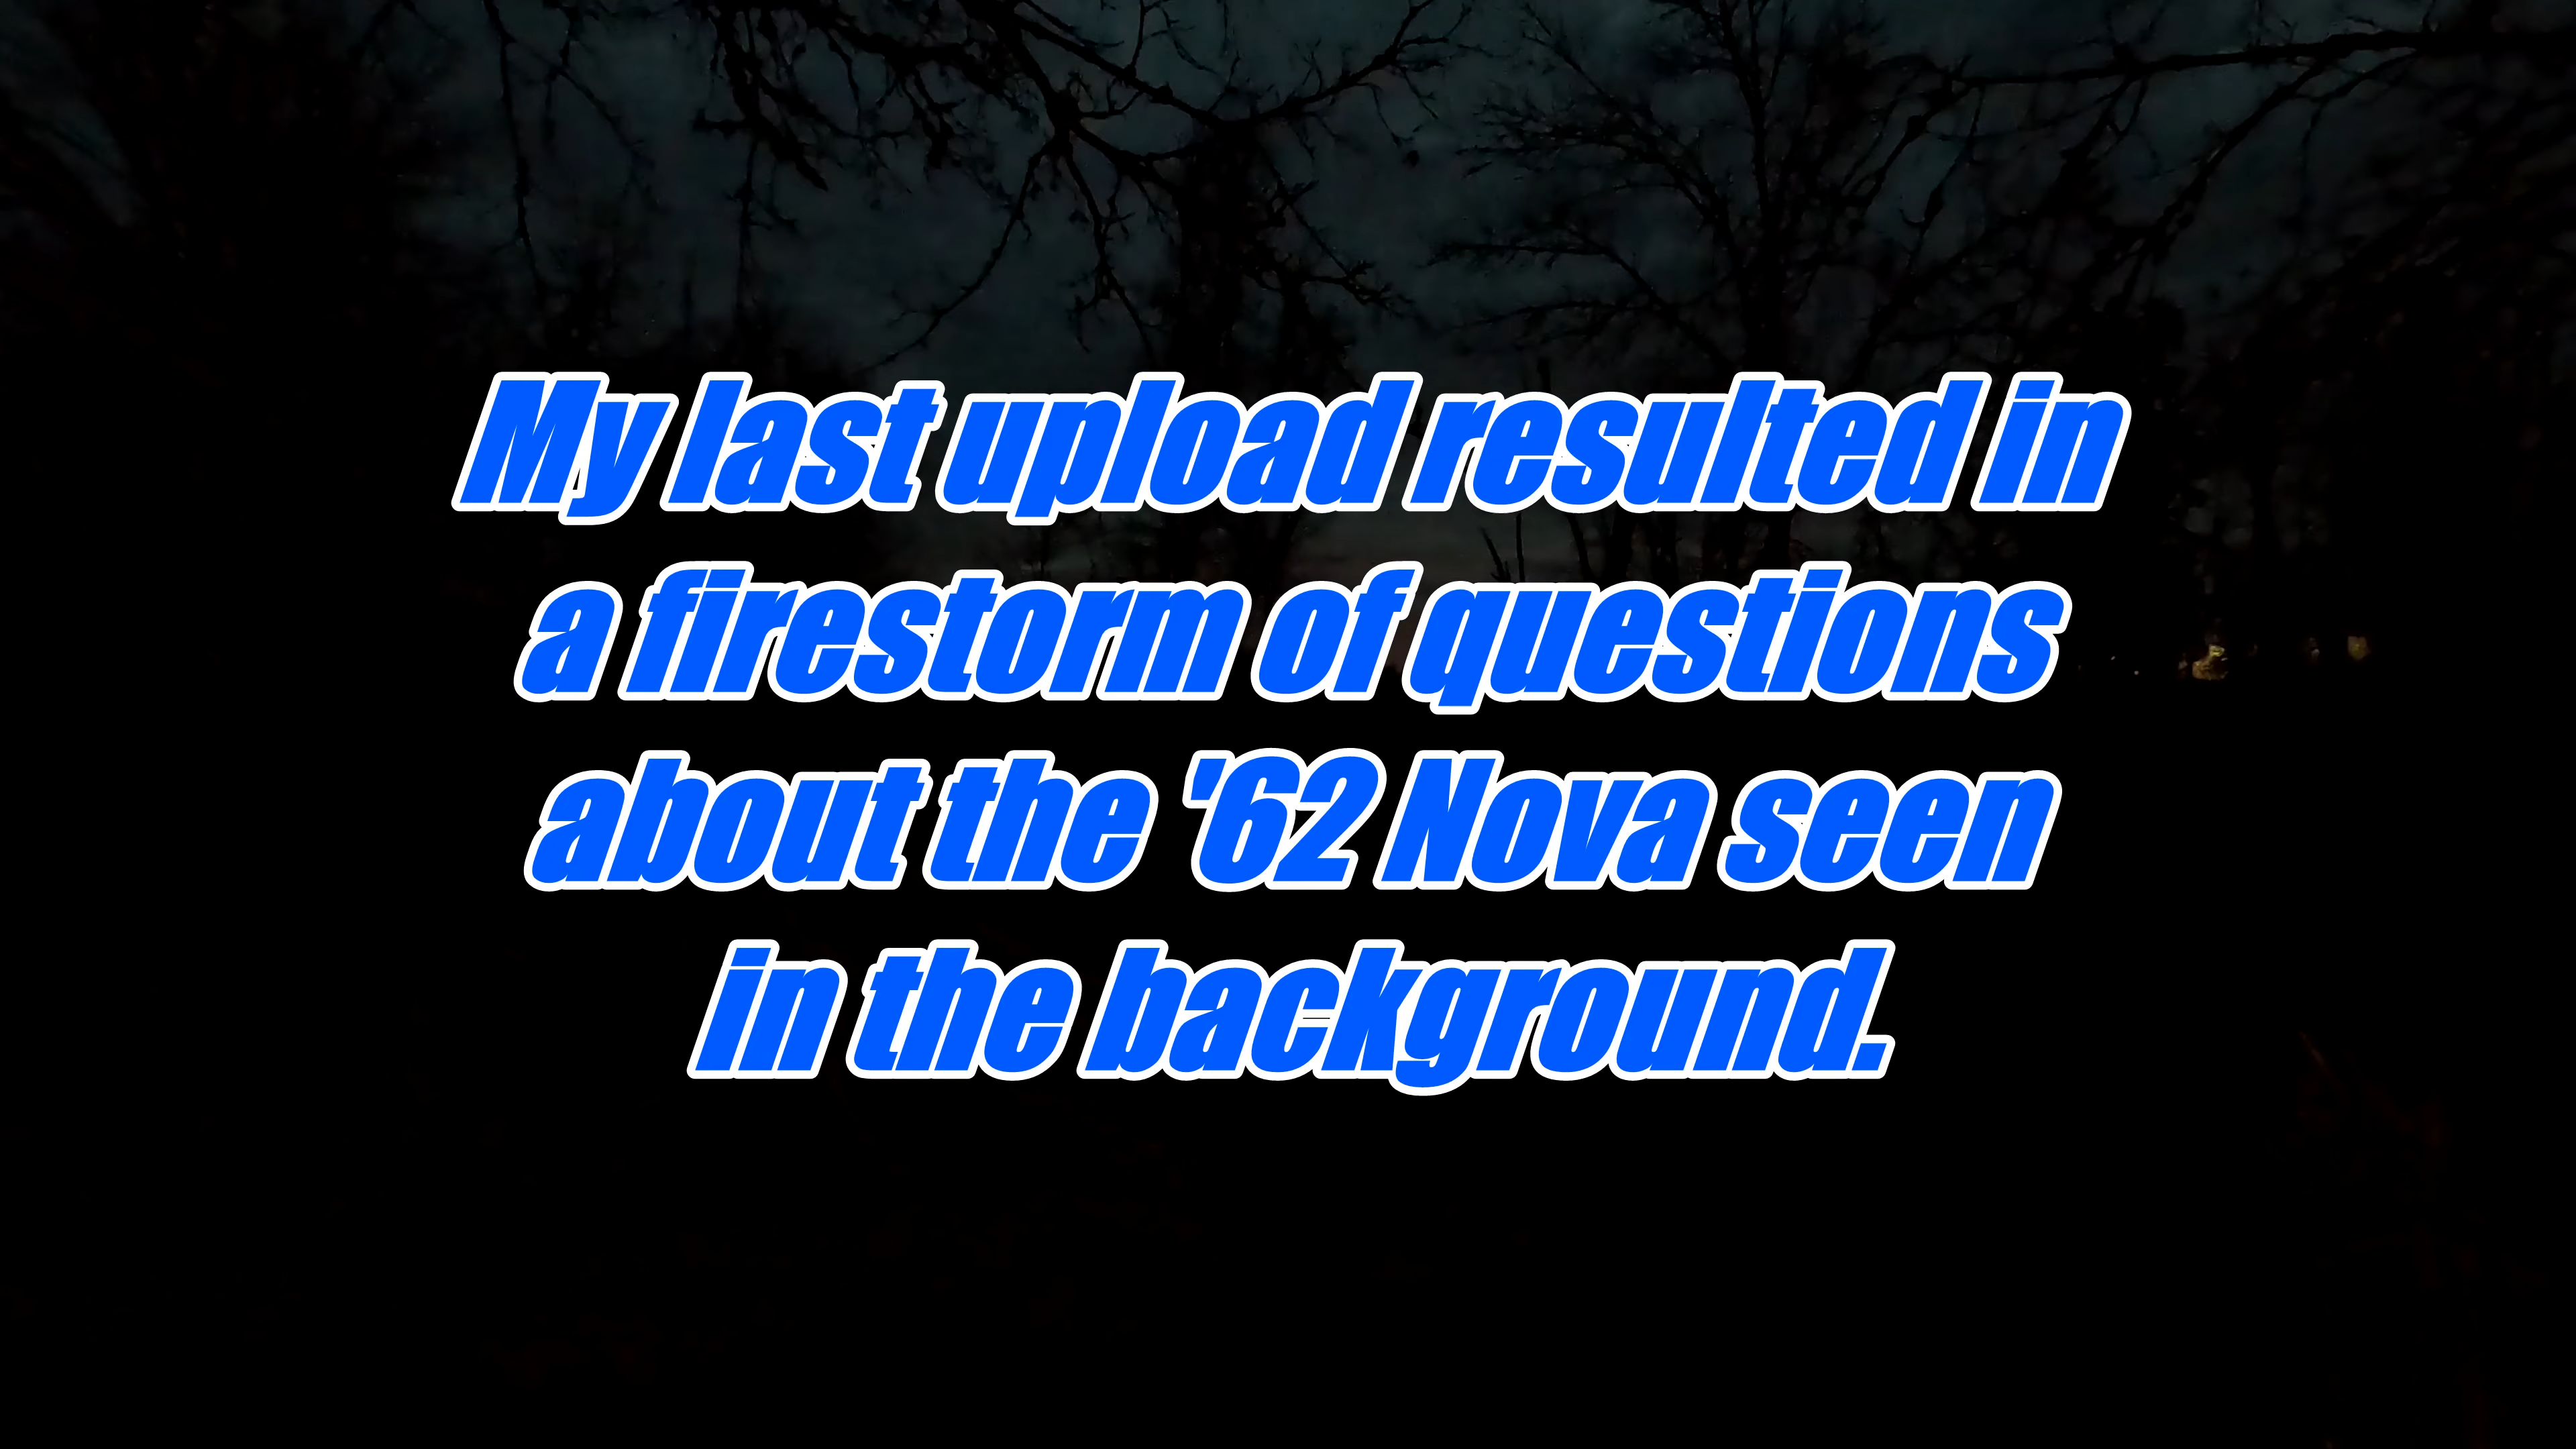 My last upload resulted in
a firestorm of questions
about the '62 Nova seen
in the background.